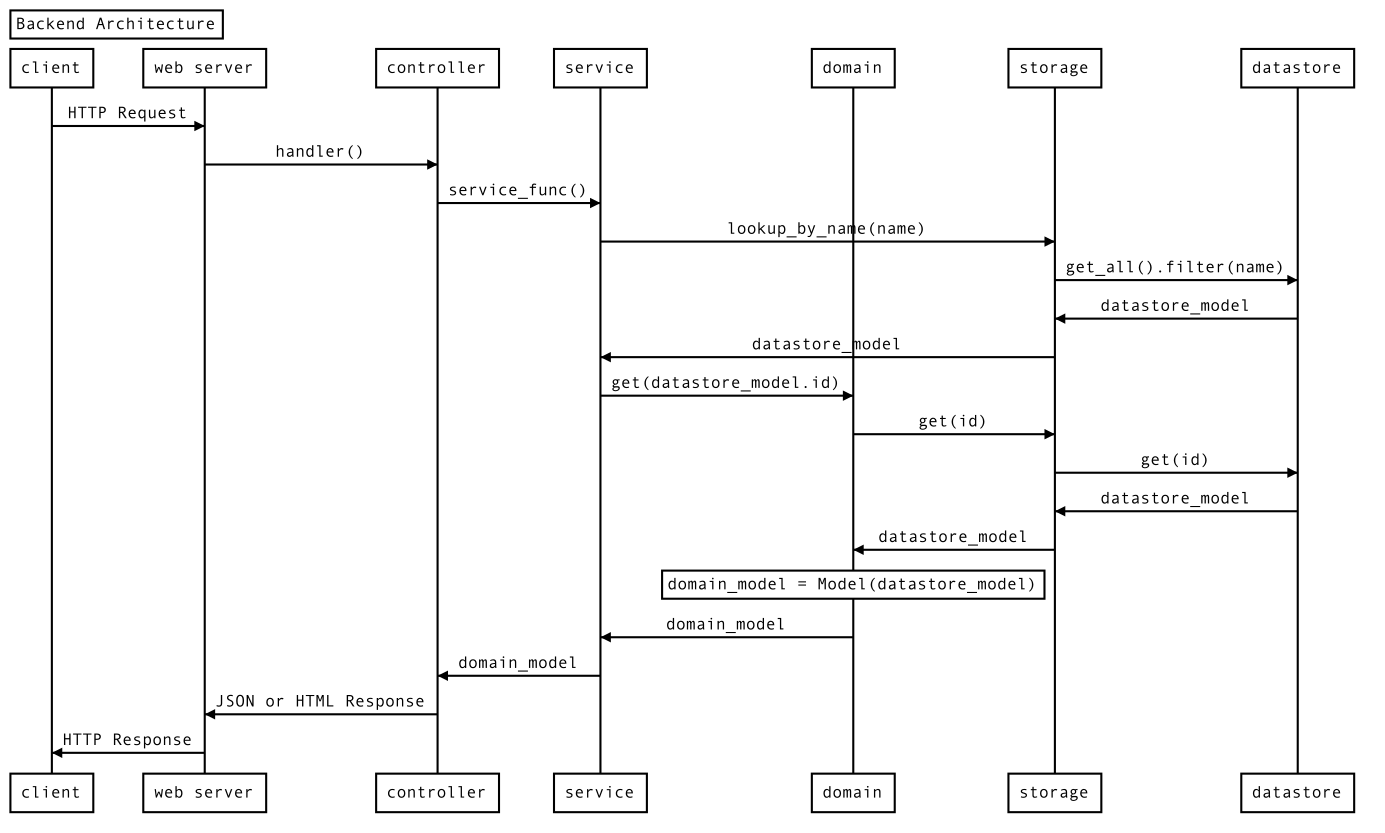 Backend Architecture
client web server controller service domain storage datastore
HTTP Request
handler()
service_func()
lookup_by_name(name)
get_all().filter(name)
datastore_model
datastore_model
get(datastore_model.id)
get(id)
get(id)
datastore_model
datastore_model
domain_model = Model(datastore_model)
domain_model
domain_model
JSON or HTML Response
HTTP Response
client web server controller service domain storage datastore